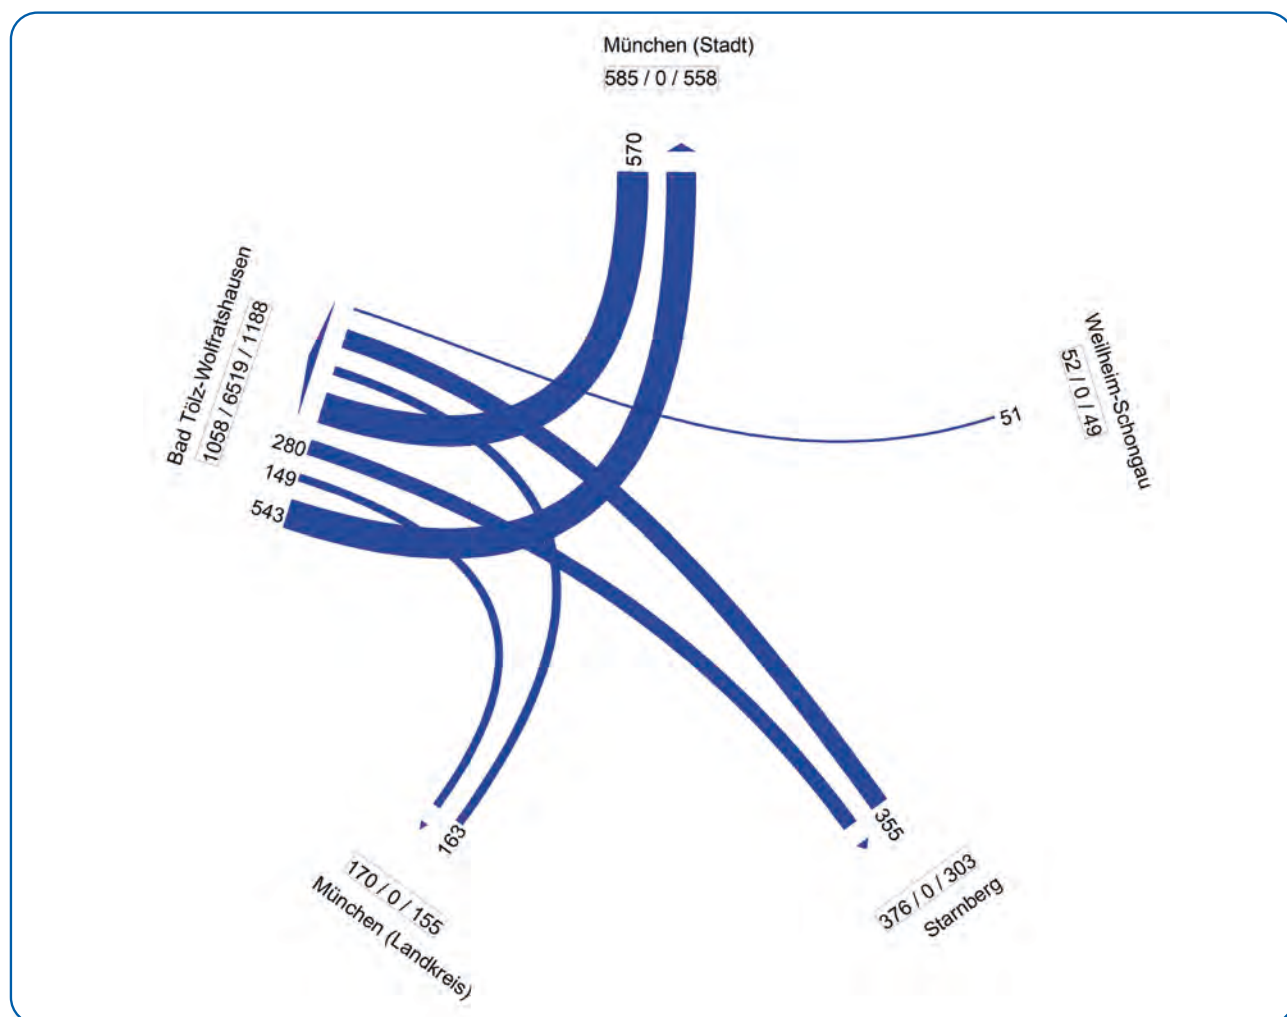 München (Stadt)
585 / 0 / 558
570
Bad Tölz-Wolfratshausen
1058 / 6519 / 1188
280
149
543
Weilheim-Schongau
52 / 0 / 49
51
355
376 / 0 / 303
Starnberg
163
170 / 0 / 155
München (Landkreis)